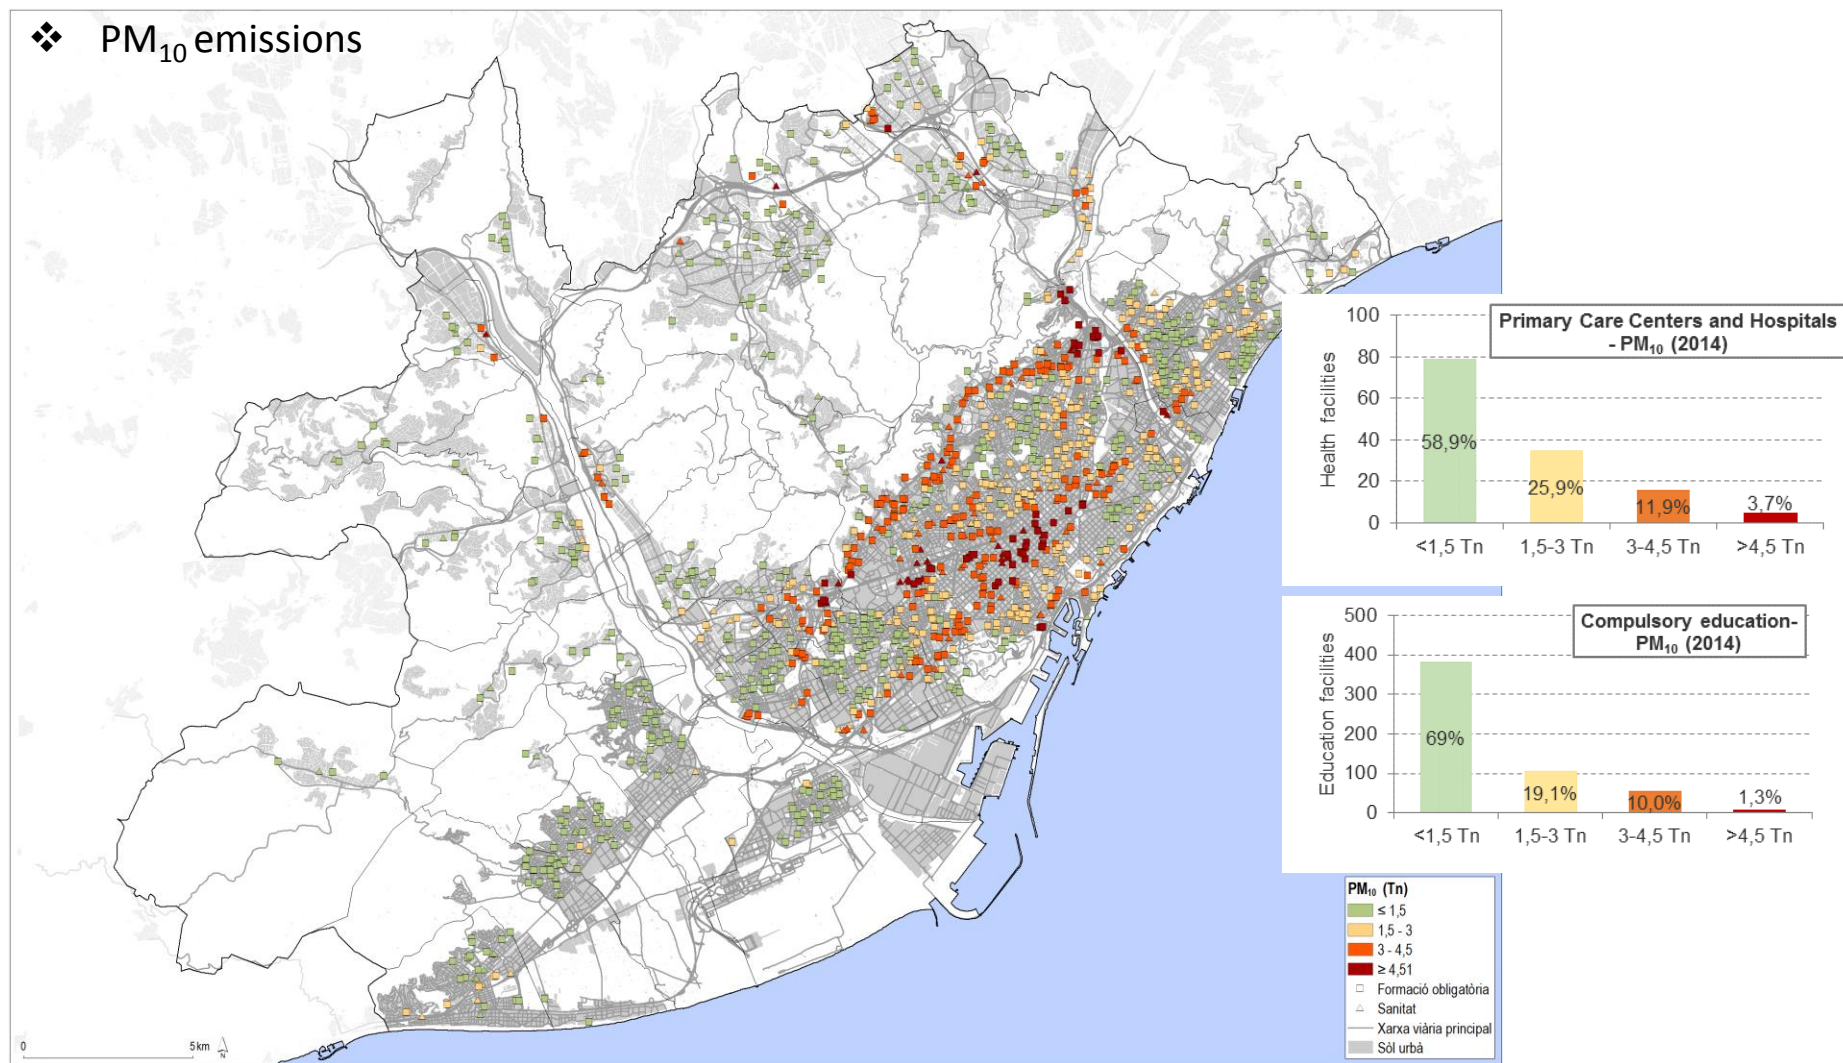 ❖ PM₁₀ emissions
Primary Care Centers and Hospitals
- PM₁₀ (2014)
Health facilities
100
80
60
40
20
0
58,9%
25,9%
11,9%
3,7%
<1,5 Tn
1,5-3 Tn
3-4,5 Tn
>4,5 Tn
Compulsory education-
PM₁₀ (2014)
Education facilities
500
400
300
200
100
0
69%
19,1%
10,0%
1,3%
<1,5 Tn
1,5-3 Tn
3-4,5 Tn
>4,5 Tn
PM₁₀ (Tn)
≤ 1,5
1,5 - 3
3 - 4,5
≥ 4,51
Formació obligatòria
Sanitat
Xarxa viària principal
Sòl urbà
0 5 km
N